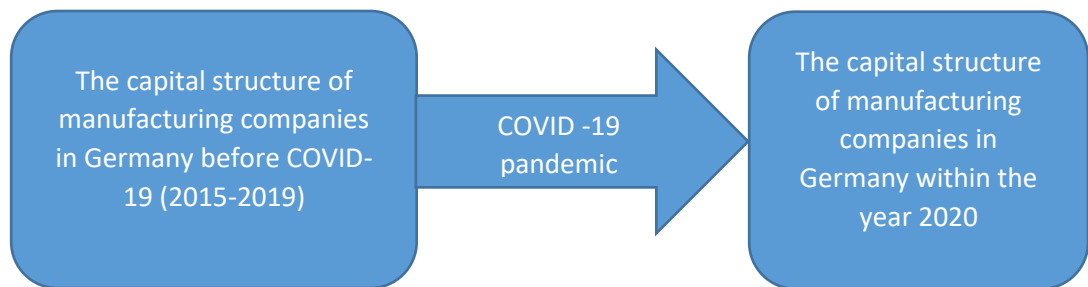 The capital structure of
manufacturing companies
in Germany before COVID-
19 (2015-2019)
COVID -19
pandemic
The capital structure
of manufacturing
companies in
Germany within the
year 2020